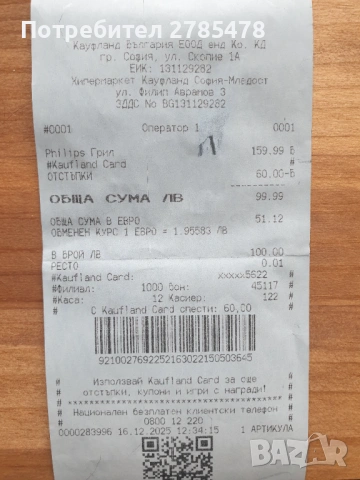 Потребител 2785478
Кауфланд България ЕООД енд Ко. КД
гр. София, ул. Скопие 1А
ЕИК: 131129282
Хипермаркет Кауфланд София-Младост
ул. Филип Аврамов 3
ЗДДС No BG131129282
#0001 Оператор 1 0001
Philips Грил 159.99 Б
#Kaufland Card
ОТСТЪПКИ 60.00-Б
ОБЩА СУМА ЛВ 99.99
ОБЩА СУМА В ЕВРО 51.12
ОБМЕНЕН КУРС 1 ЕВРО = 1.95583 ЛВ
В БРОЙ ЛВ 100.00
РЕСТО 0.01
#Kaufland Card: xxxxx5622
#Филиал: 1000 Бон: 45117
#Каса: 12 Касиер: 122
С Kaufland Card спести: 60,00
9210027692252163022150503645
# Използвай Kaufland Card за още #
# отстъпки, купони и игри с награди! #
# Национален безплатен клиентски телефон #
# 0800 12 220 #
0000283996 16.12.2025 12:34:15 1 АРТИКУЛА
bazar